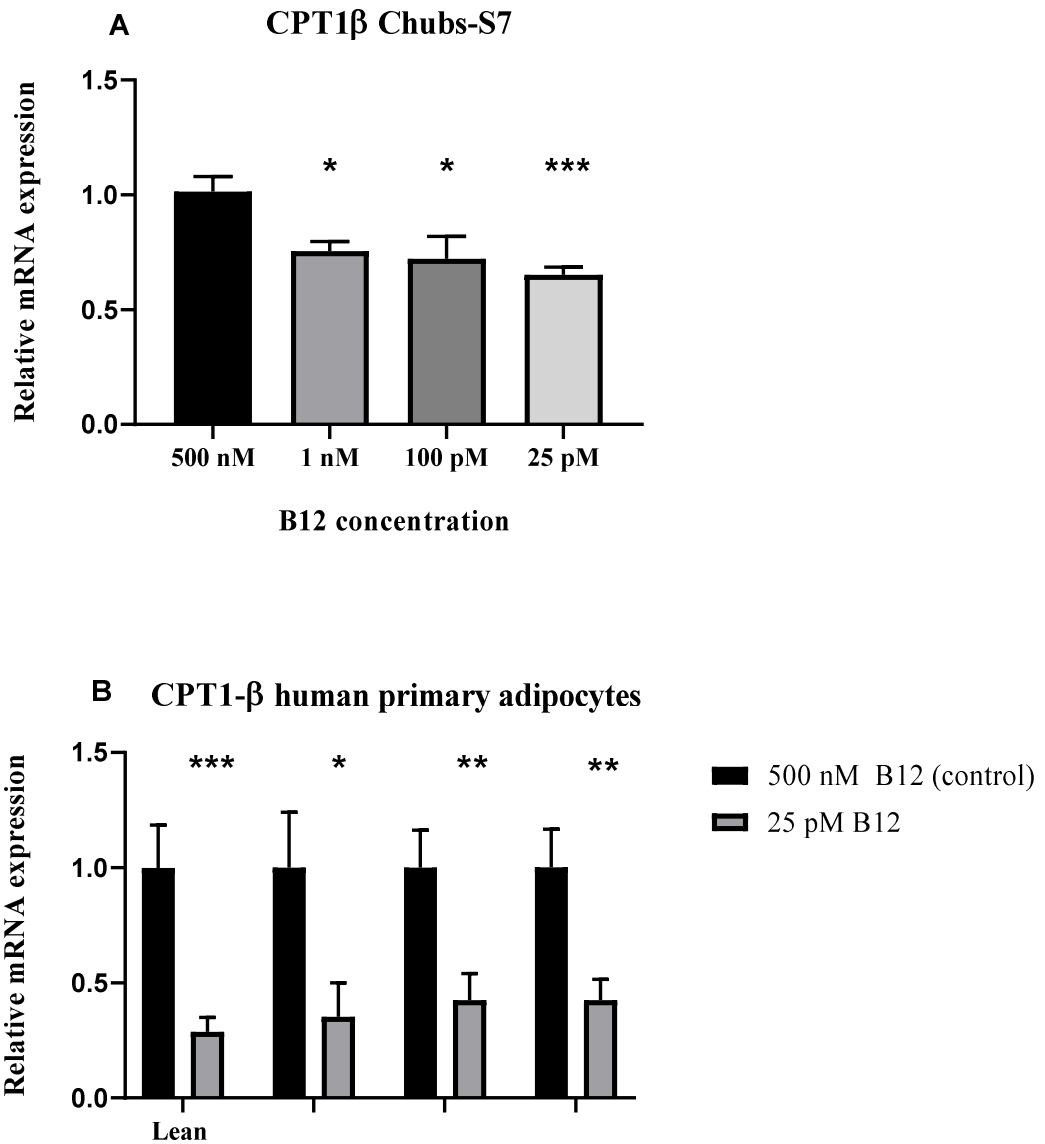 A
CPT1β Chubs-S7
Relative mRNA expression
1.5
1.0
0.5
0.0
* * ***
500 nM 1 nM 100 pM 25 pM
B12 concentration
B
CPT1-β human primary adipocytes
Relative mRNA expression
1.5
1.0
0.5
0.0
*** * ** **
Lean
500 nM B12 (control)
25 pM B12